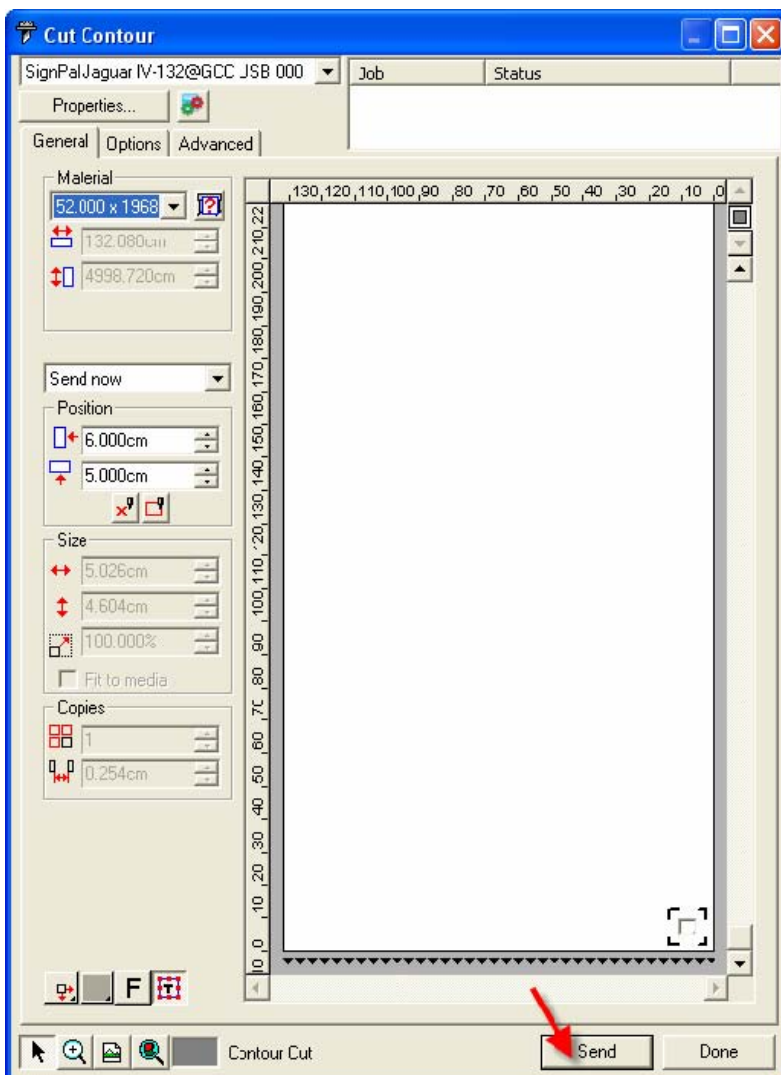 Cut Contour
SignPalJaguar IV-132@GCC JSB 000
Job Status
Properties...
General Options Advanced
Material
52.000 x 1968
132.080cm
4998.720cm
Send now
Position
6.000cm
5.000cm
Size
5.026cm
4.604cm
100.000%
Fit to media
Copies
1
0.254cm
,130,120,110,100,90 ,80 ,70 ,60 ,50 ,40 ,30 ,20 ,10 ,0
,10 ,0 ,10 ,20 ,30 ,40 ,50 ,60 ,70 ,80 ,90 ,100,110,120,130,140,150,160,170,180,190,200,210,22
F T
Contour Cut
Send Done